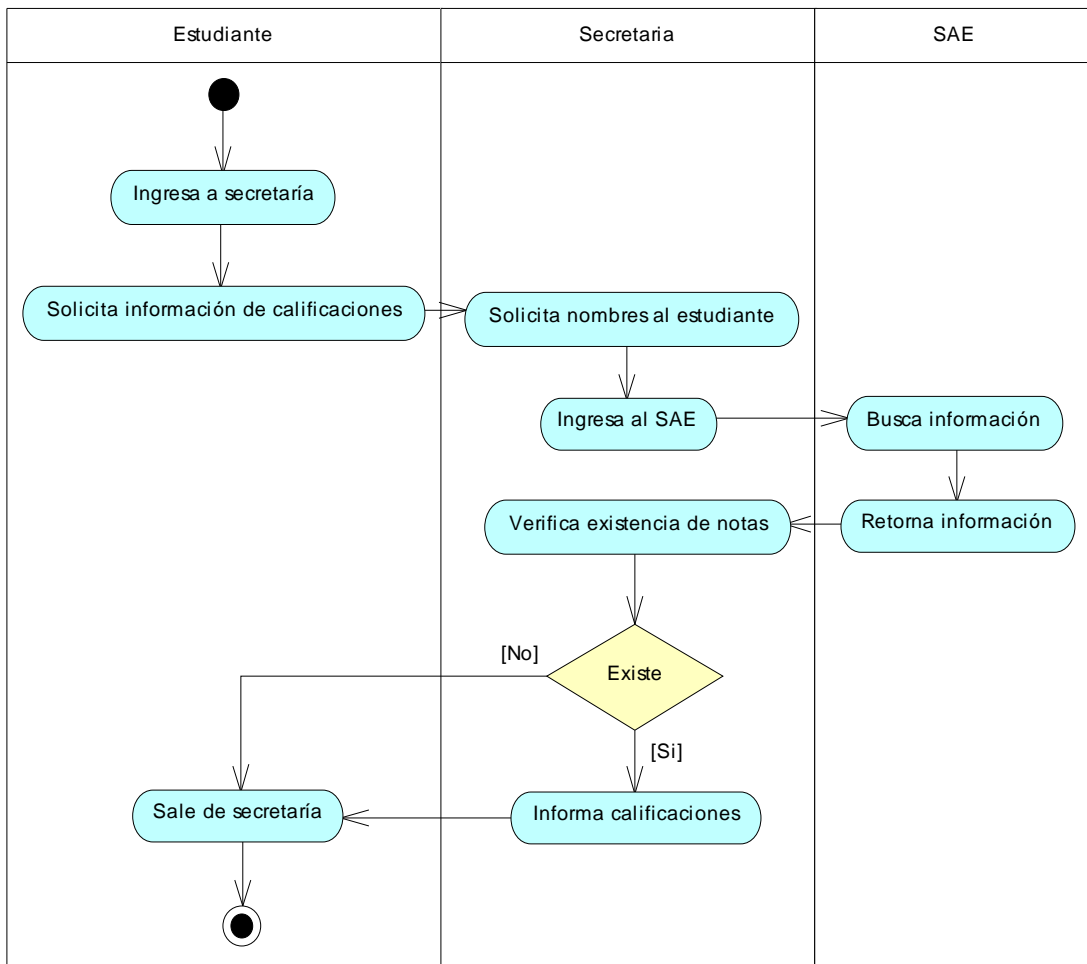 Estudiante
Secretaria
SAE
Ingresa a secretaría
Solicita información de calificaciones
Solicita nombres al estudiante
Ingresa al SAE
Busca información
Verifica existencia de notas
Retorna información
[No]
Existe
[Si]
Sale de secretaría
Informa calificaciones